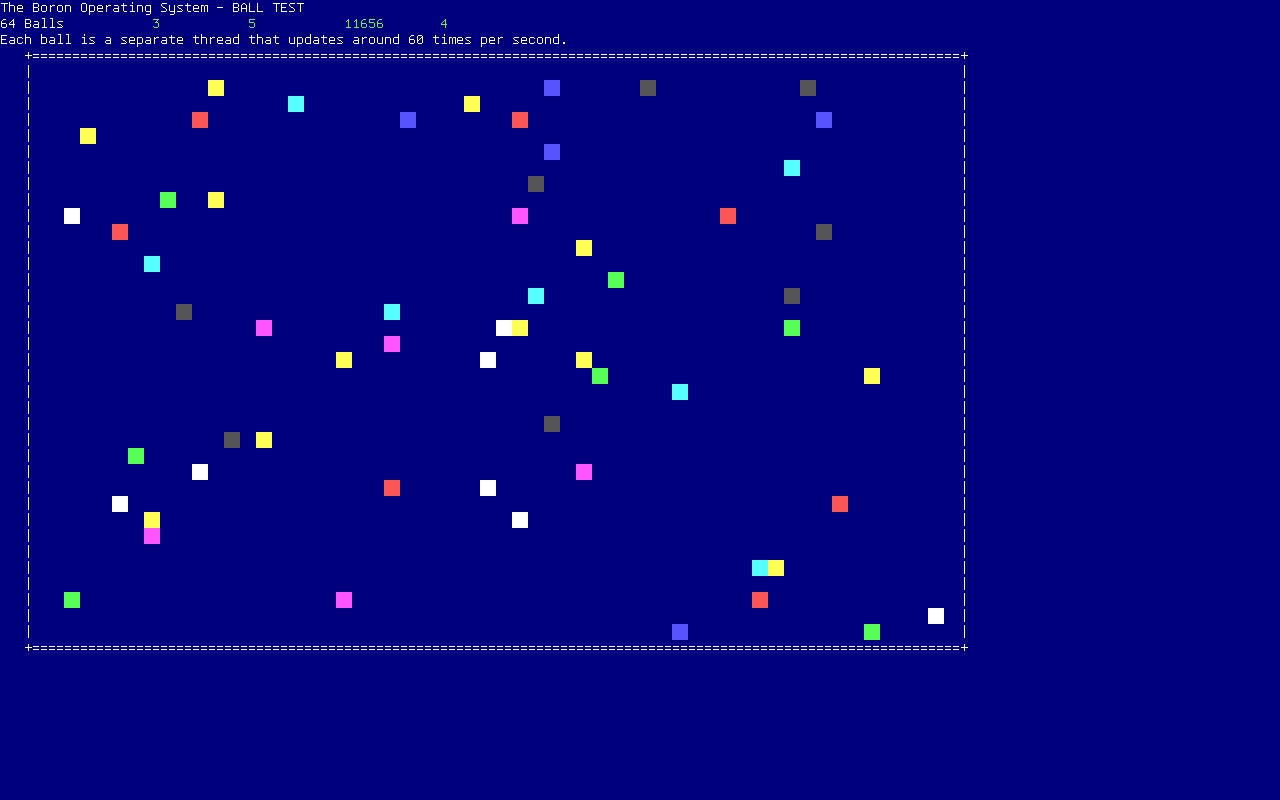 The Boron Operating System - BALL TEST
64 Balls 3 5 11656 4
Each ball is a separate thread that updates around 60 times per second.